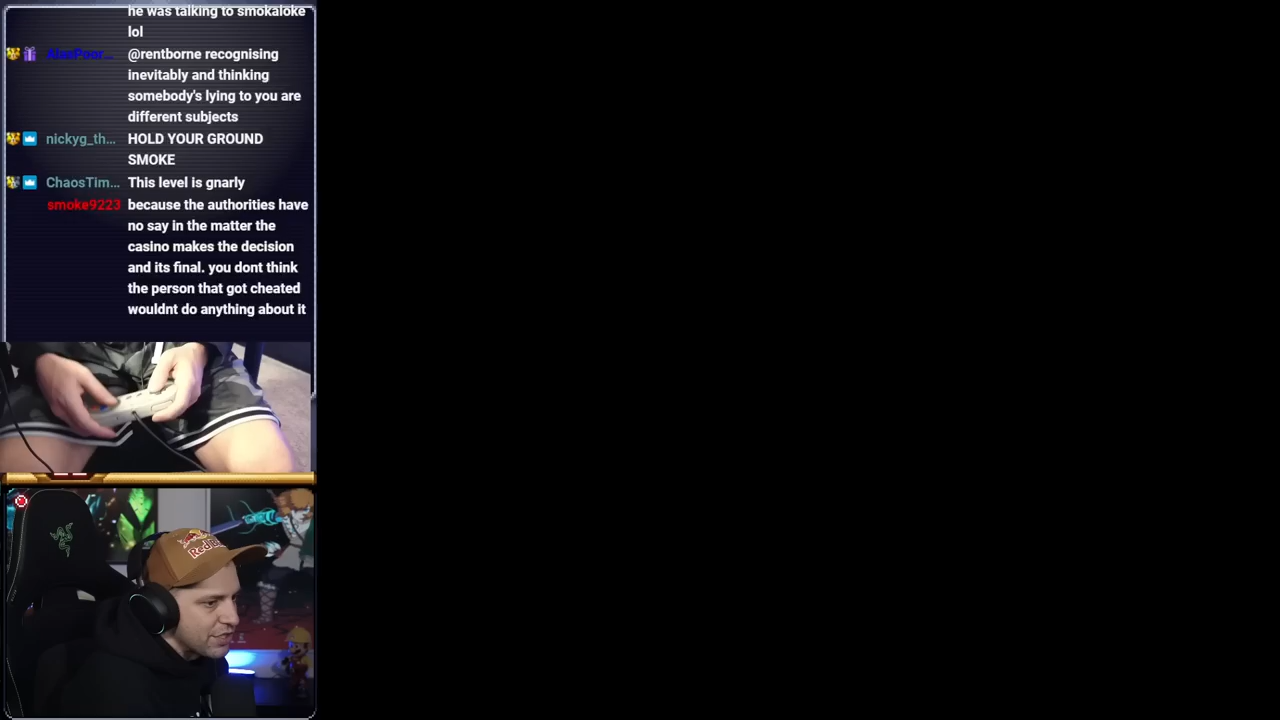 he was talking to smokaloke
lol
AlasPoor... @rentborne recognising
inevitably and thinking
somebody's lying to you are
different subjects
nickyg_th... HOLD YOUR GROUND
SMOKE
ChaosTim... This level is gnarly
smoke9223 because the authorities have
no say in the matter the
casino makes the decision
and its final. you dont think
the person that got cheated
wouldnt do anything about it
Red